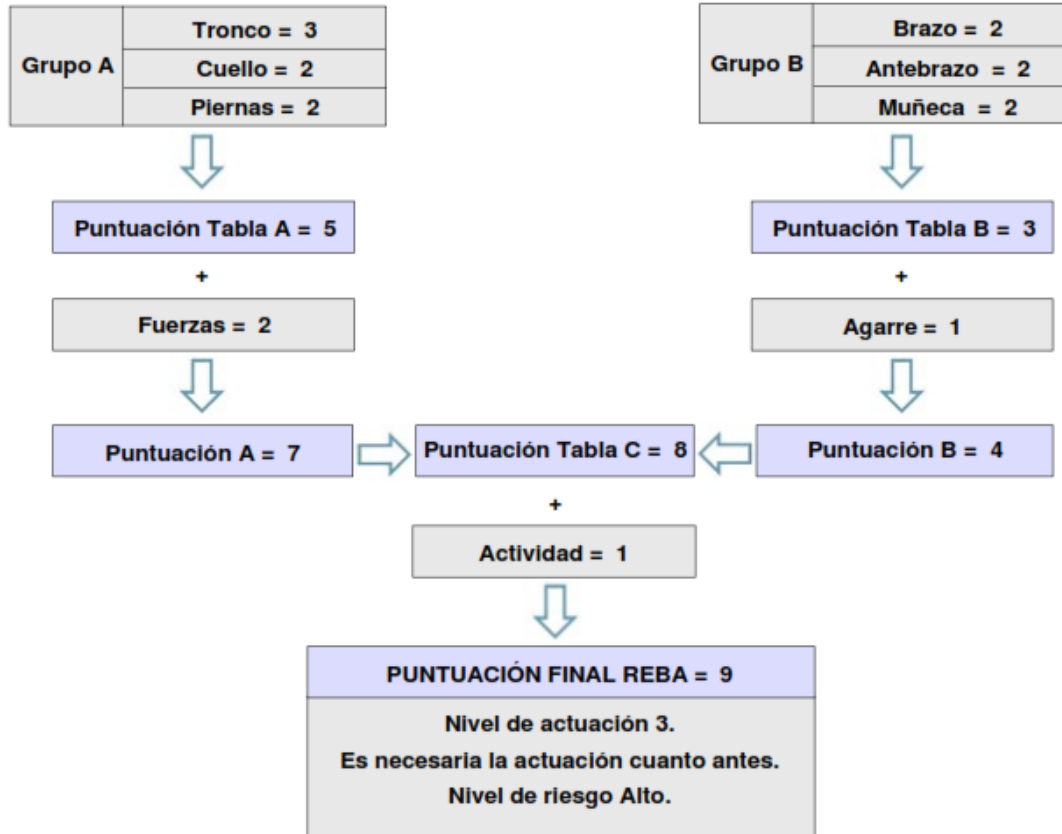 Grupo A
Tronco = 3
Cuello = 2
Piernas = 2
Grupo B
Brazo = 2
Antebrazo = 2
Muñeca = 2
Puntuación Tabla A = 5
Puntuación Tabla B = 3
+
+
Fuerzas = 2
Agarre = 1
Puntuación A = 7
Puntuación Tabla C = 8
Puntuación B = 4
+
Actividad = 1
PUNTUACIÓN FINAL REBA = 9
Nivel de actuación 3.
Es necesaria la actuación cuanto antes.
Nivel de riesgo Alto.